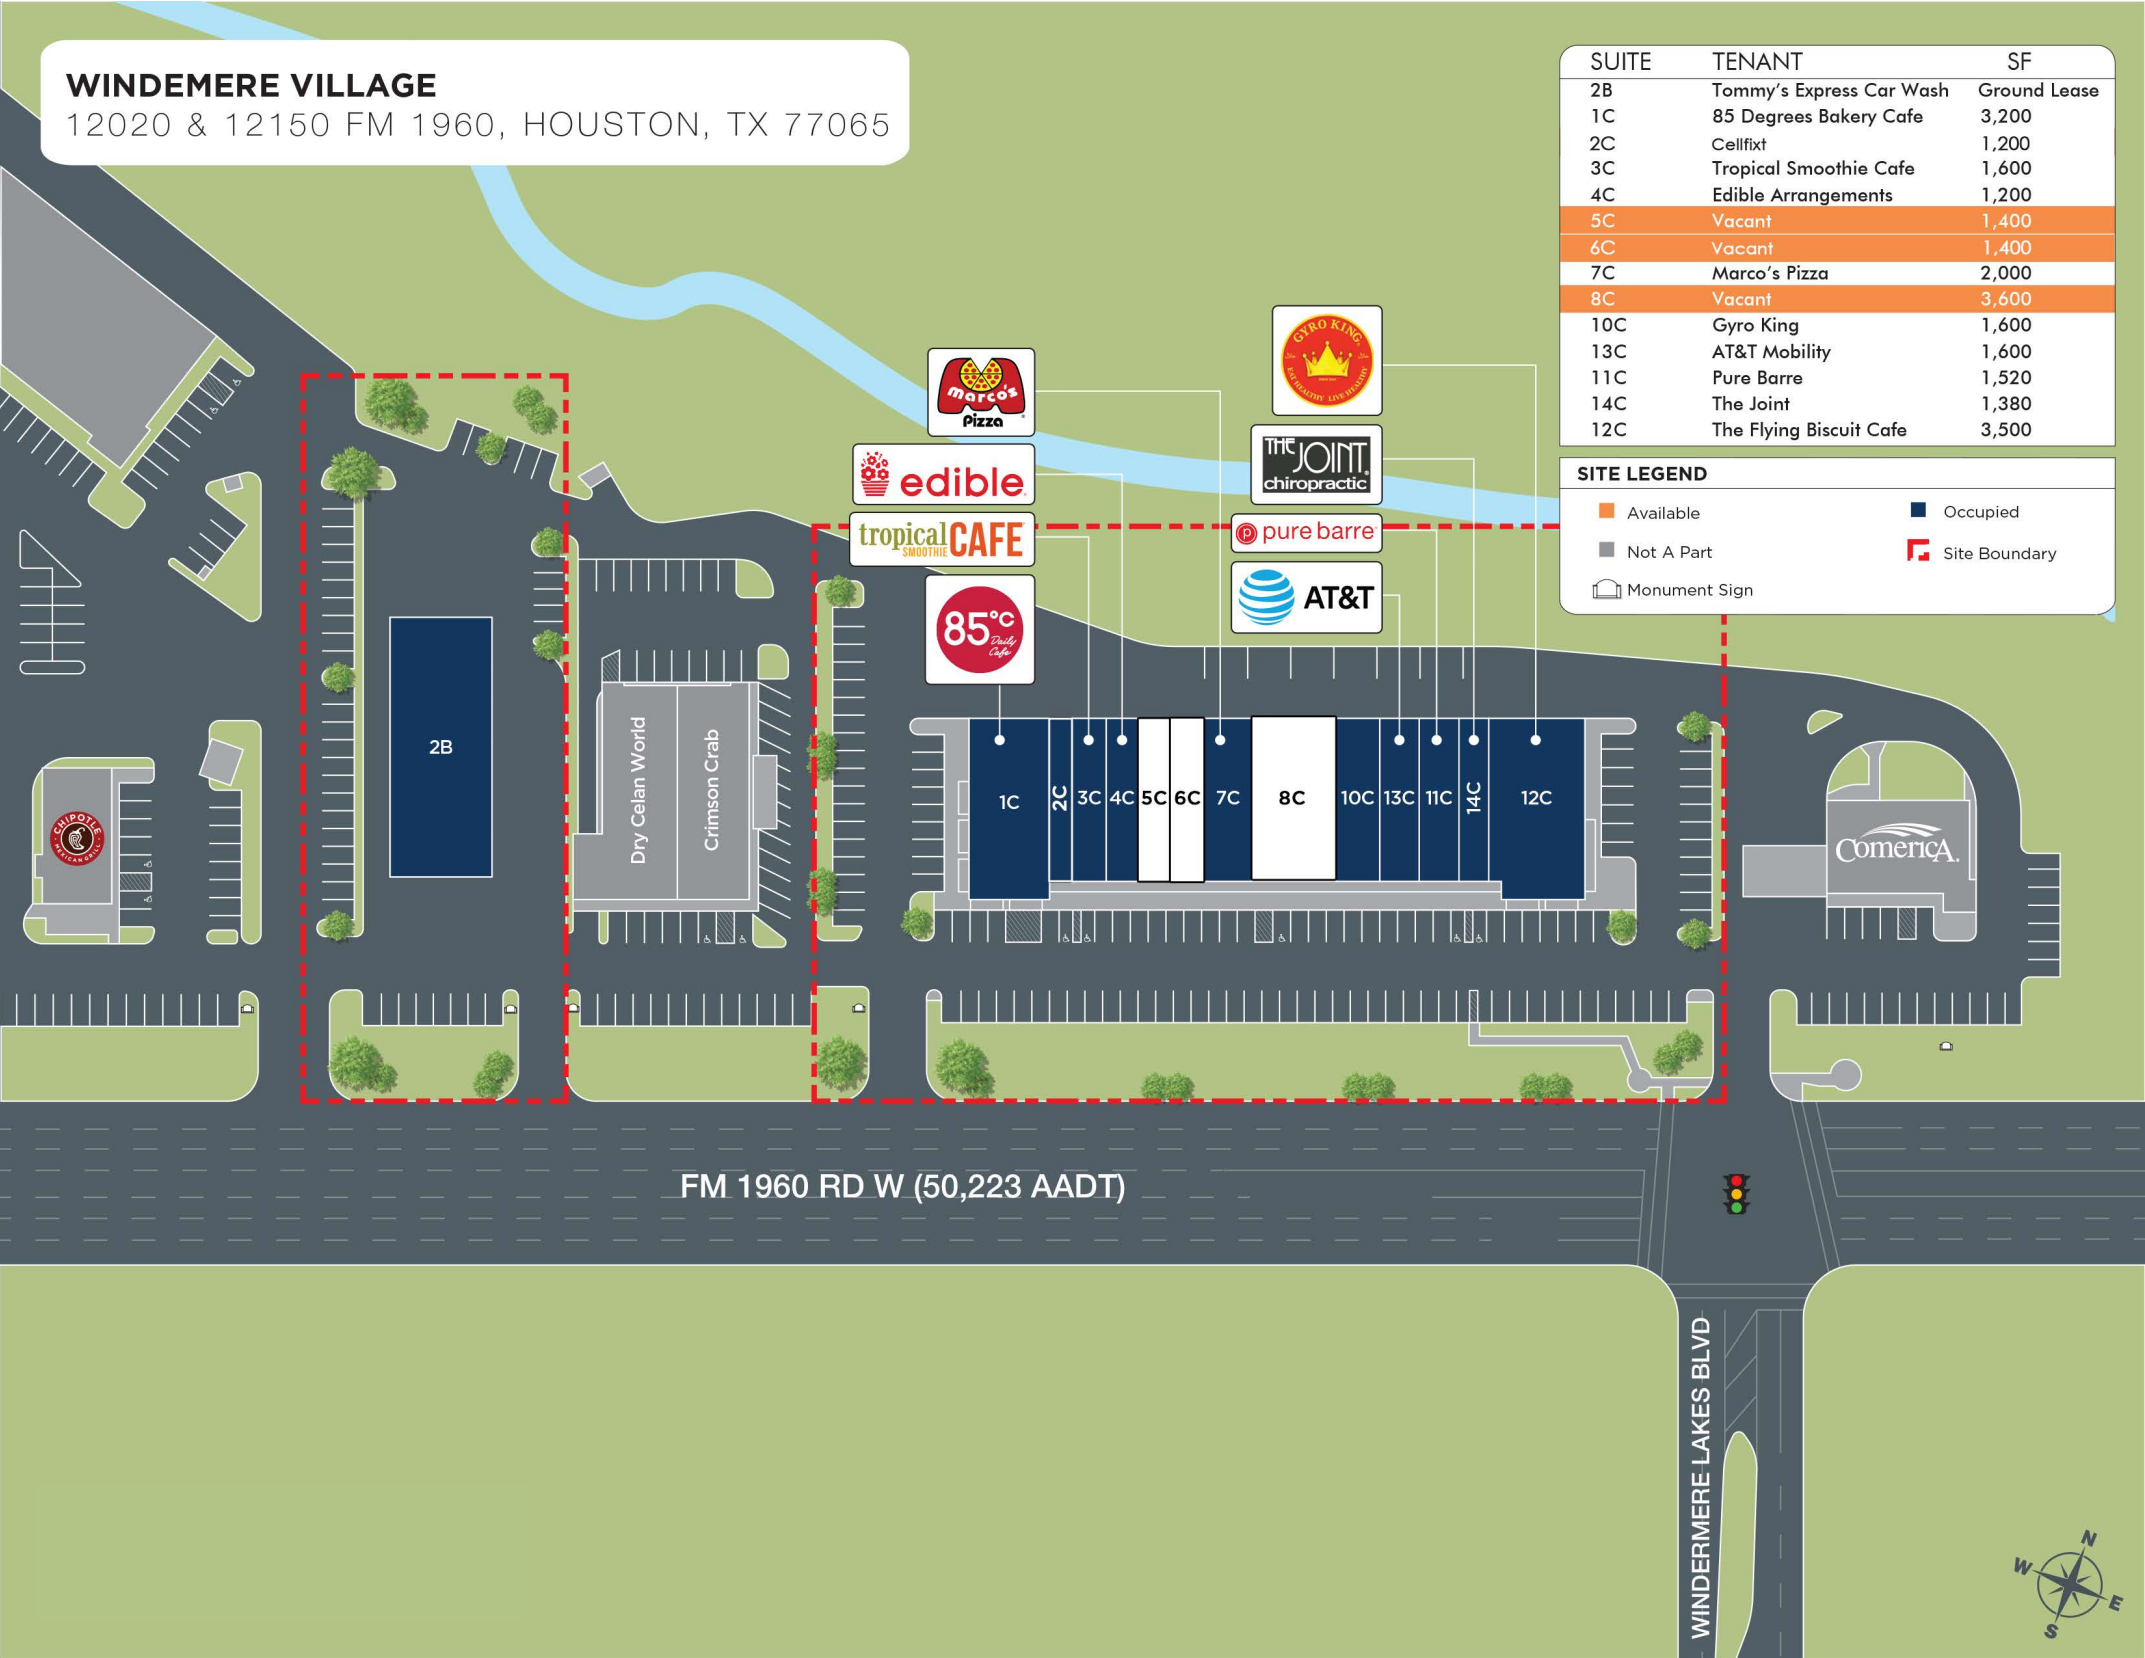 WINDEMERE VILLAGE
12020 & 12150 FM 1960, HOUSTON, TX 77065
SUITE TENANT SF
2B Tommy's Express Car Wash Ground Lease
1C 85 Degrees Bakery Cafe 3,200
2C Cellfixt 1,200
3C Tropical Smoothie Cafe 1,600
4C Edible Arrangements 1,200
5C Vacant 1,400
6C Vacant 1,400
7C Marco's Pizza 2,000
8C Vacant 3,600
10C Gyro King 1,600
13C AT&T Mobility 1,600
11C Pure Barre 1,520
14C The Joint 1,380
12C The Flying Biscuit Cafe 3,500
SITE LEGEND
Available
Occupied
Not A Part
Site Boundary
Monument Sign
marco's
Pizza
edible
tropical
SMOOTHIE
CAFE
85°C
Daily
Cafe
GYRO KING
EAT HEALTHY LIVE HEALTHY
THE
JOINT
chiropractic
p pure barre
AT&T
2B
Dry Celan World
Crimson Crab
1C 2C 3C 4C 5C 6C 7C 8C 10C 13C 11C 14C 12C
CHIPOTLE
MEXICAN GRILL
Comerica.
FM 1960 RD W (50,223 AADT)
WINDERMERE LAKES BLVD
N
W
E
S